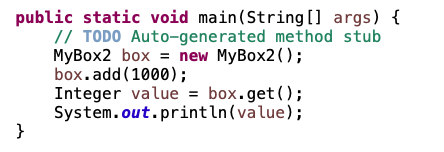 public static void main(String[] args) {
    // TODO Auto-generated method stub
    MyBox2 box = new MyBox2();
    box.add(1000);
    Integer value = box.get();
    System.out.println(value);
}